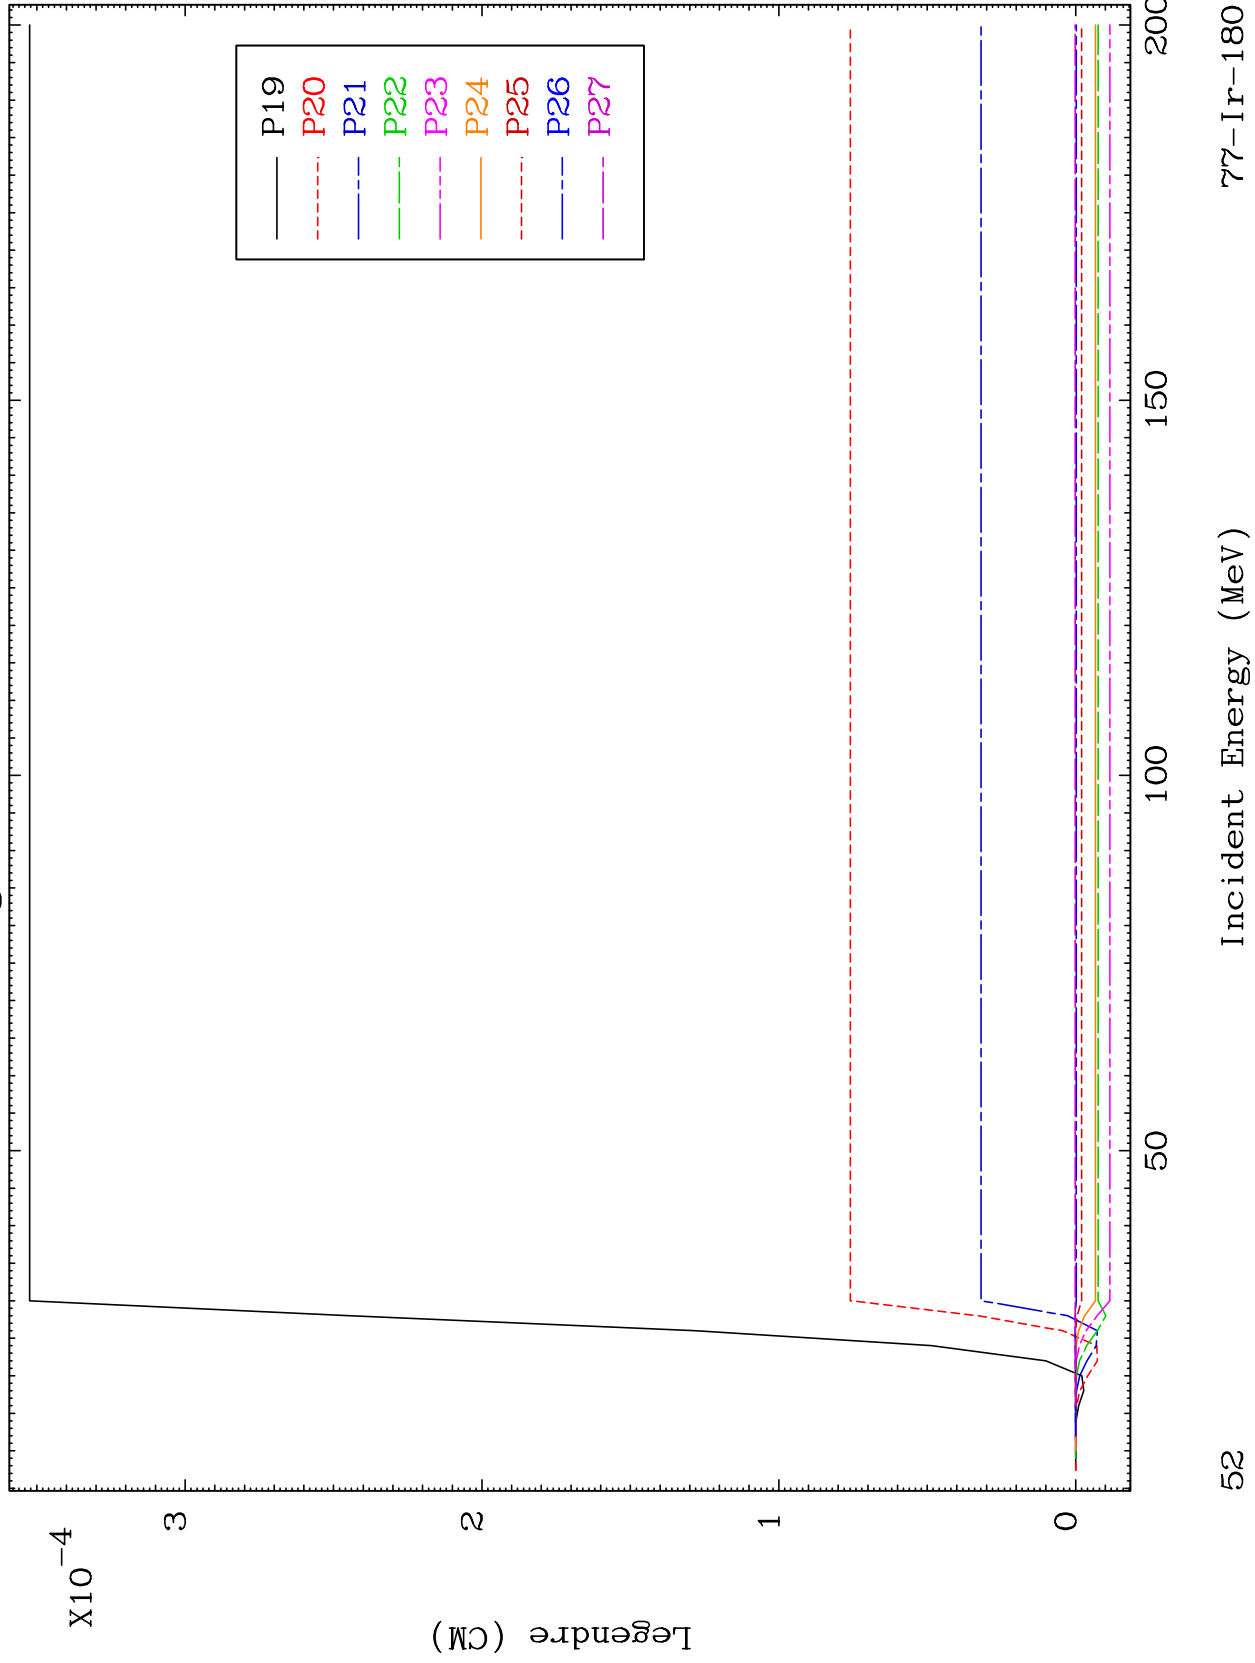 X10-4
3
2
1
0
Legendre (CM)
P19
P20
P21
P22
P23
P24
P25
P26
P27
50
100
150
200
Incident Energy (MeV)
52
77-Ir-180